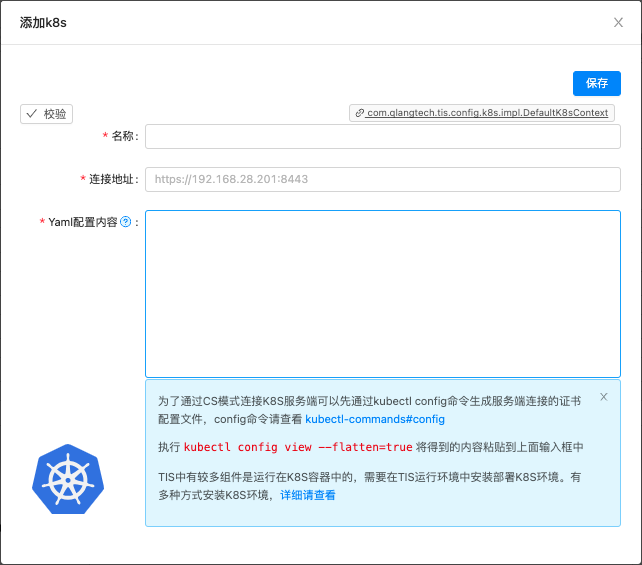 添加k8s
保存
校验
com.qlangtech.tis.config.k8s.impl.DefaultK8sContext
* 名称:
* 连接地址:
https://192.168.28.201:8443
* Yaml配置内容 ? :
为了通过CS模式连接K8S服务端可以先通过kubectl config命令生成服务端连接的证书
配置文件，config命令请查看 kubectl-commands#config
执行 kubectl config view --flatten=true 将得到的内容粘贴到上面输入框中
TIS中有较多组件是运行在K8S容器中的，需要在TIS运行环境中安装部署K8S环境。有
多种方式安装K8S环境，详细请查看